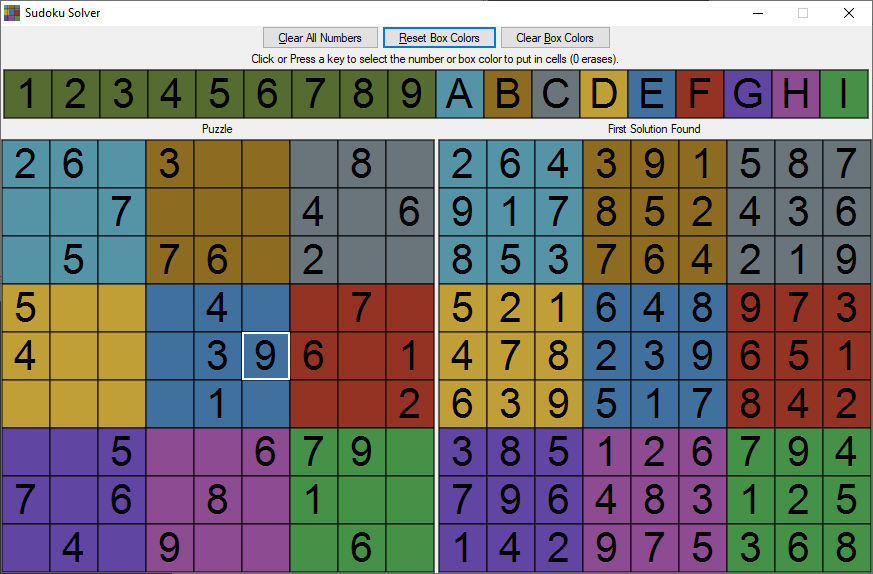 Sudoku Solver
Clear All Numbers Reset Box Colors Clear Box Colors
Click or Press a key to select the number or box color to put in cells (0 erases).
1 2 3 4 5 6 7 8 9 A B C D E F G H I
Puzzle First Solution Found
2 6 3 8 2 6 4 3 9 1 5 8 7
7 4 6 9 1 7 8 5 2 4 3 6
5 7 6 2 8 5 3 7 6 4 2 1 9
5 4 7 5 2 1 6 4 8 9 7 3
4 3 9 6 1 4 7 8 2 3 9 6 5 1
1 2 6 3 9 5 1 7 8 4 2
5 6 7 9 3 8 5 1 2 6 7 9 4
7 6 8 1 7 9 6 4 8 3 1 2 5
4 9 6 1 4 2 9 7 5 3 6 8